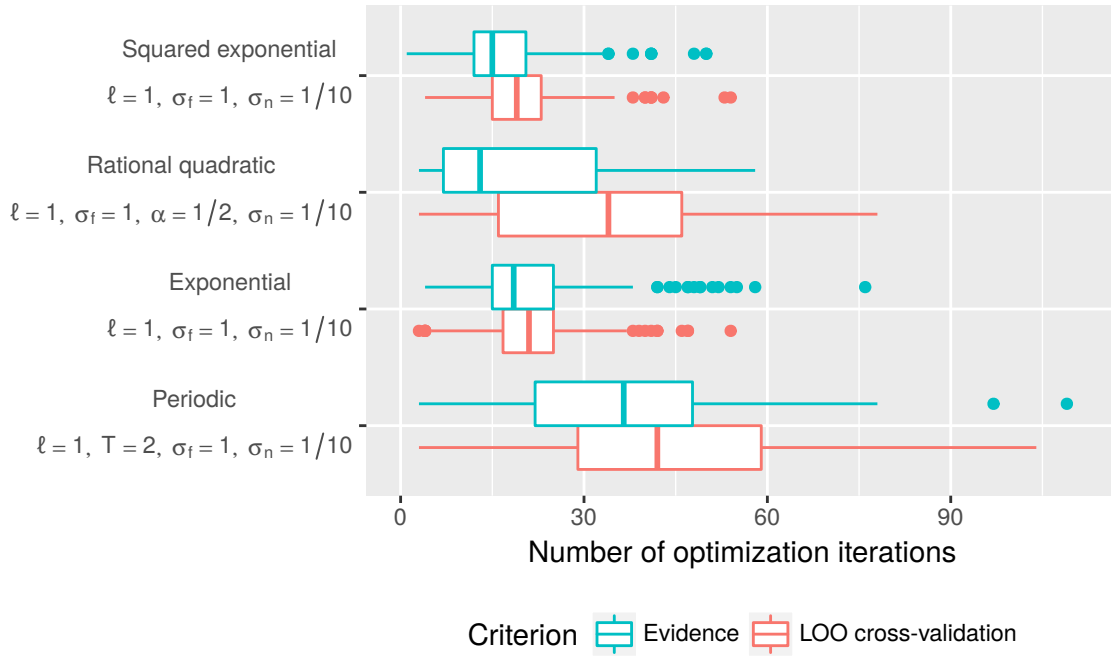 Squared exponential
ℓ = 1, σf = 1, σn = 1/10
Rational quadratic
ℓ = 1, σf = 1, α = 1/2, σn = 1/10
Exponential
ℓ = 1, σf = 1, σn = 1/10
Periodic
ℓ = 1, T = 2, σf = 1, σn = 1/10
0 30 60 90
Number of optimization iterations
Criterion Evidence LOO cross-validation